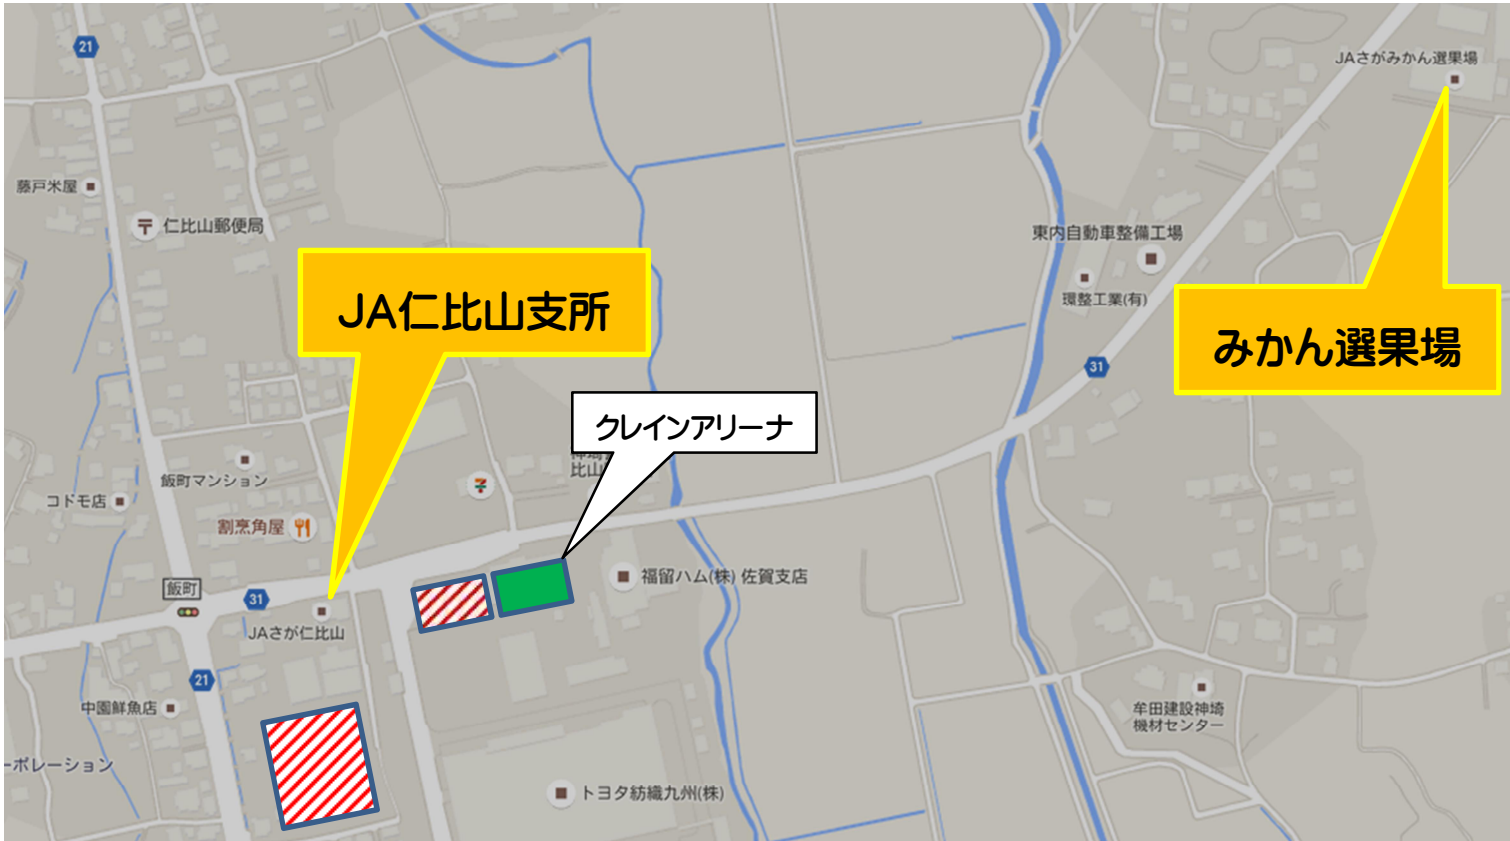 21
JAさがみかん選果場
藤戸米屋
仁比山郵便局
東内自動車整備工場
環整工業(有)
JA仁比山支所
みかん選果場
31
クレインアリーナ
比山
飯町マンション
コドモ店
7
割烹角屋
福留ハム(株) 佐賀支店
飯町
31
JAさが仁比山
21
中園鮮魚店
牟田建設神埼
機材センター
ーポレーション
トヨタ紡織九州(株)